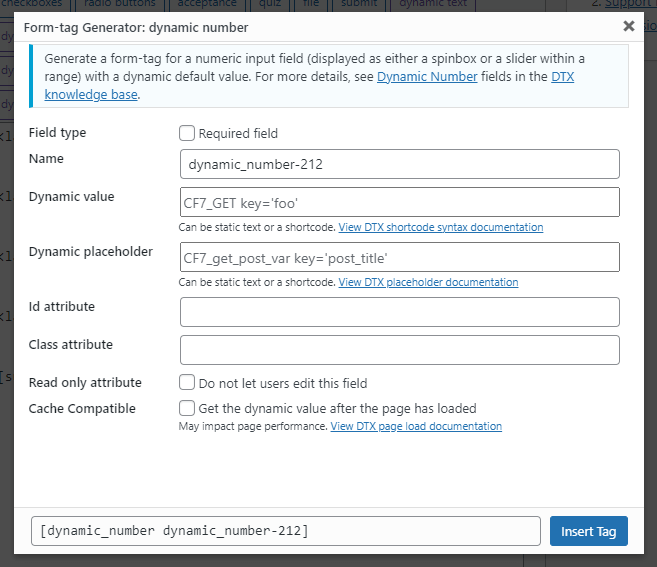 checkboxes radio buttons acceptance quiz file submit dynamic text
2. Support
Form-tag Generator: dynamic number
Generate a form-tag for a numeric input field (displayed as either a spinbox or a slider within a
range) with a dynamic default value. For more details, see Dynamic Number fields in the DTX
knowledge base.
Field type
Required field
Name
dynamic_number-212
Dynamic value
CF7_GET key='foo'
Can be static text or a shortcode. View DTX shortcode syntax documentation
Dynamic placeholder
CF7_get_post_var key='post_title'
Can be static text or a shortcode. View DTX placeholder documentation
Id attribute
Class attribute
Read only attribute
Do not let users edit this field
Cache Compatible
Get the dynamic value after the page has loaded
May impact page performance. View DTX page load documentation
[dynamic_number dynamic_number-212]
Insert Tag